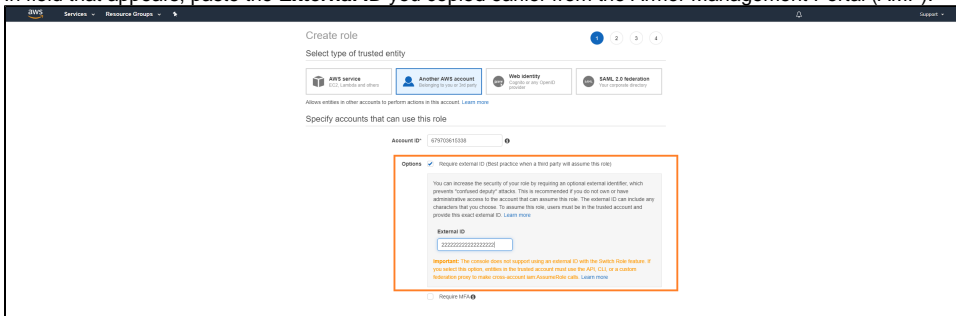 In field that appears, paste the External ID you copied earlier from the Armor Management Portal (AMP).
aws Services Resource Groups Support
Create role 1 2 3 4
Select type of trusted entity
AWS service
EC2, Lambda and others
Another AWS account
Belonging to you or 3rd party
Web identity
Cognito or any OpenID provider
SAML 2.0 federation
Your corporate directory
Allows entities in other accounts to perform actions in this account. Learn more
Specify accounts that can use this role
Account ID* 679703615338
Options Require external ID (Best practice when a third party will assume this role)
You can increase the security of your role by requiring an optional external identifier, which
prevents "confused deputy" attacks. This is recommended if you do not own or have
administrative access to the account that can assume this role. The external ID can include any
characters that you choose. To assume this role, users must be in the trusted account and
provide this exact external ID. Learn more
External ID
222222222222222222
Important: The console does not support using an external ID with the Switch Role feature. If
you select this option, entities in the trusted account must use the API, CLI, or a custom
federation proxy to make cross-account iam:AssumeRole calls. Learn more
Require MFA